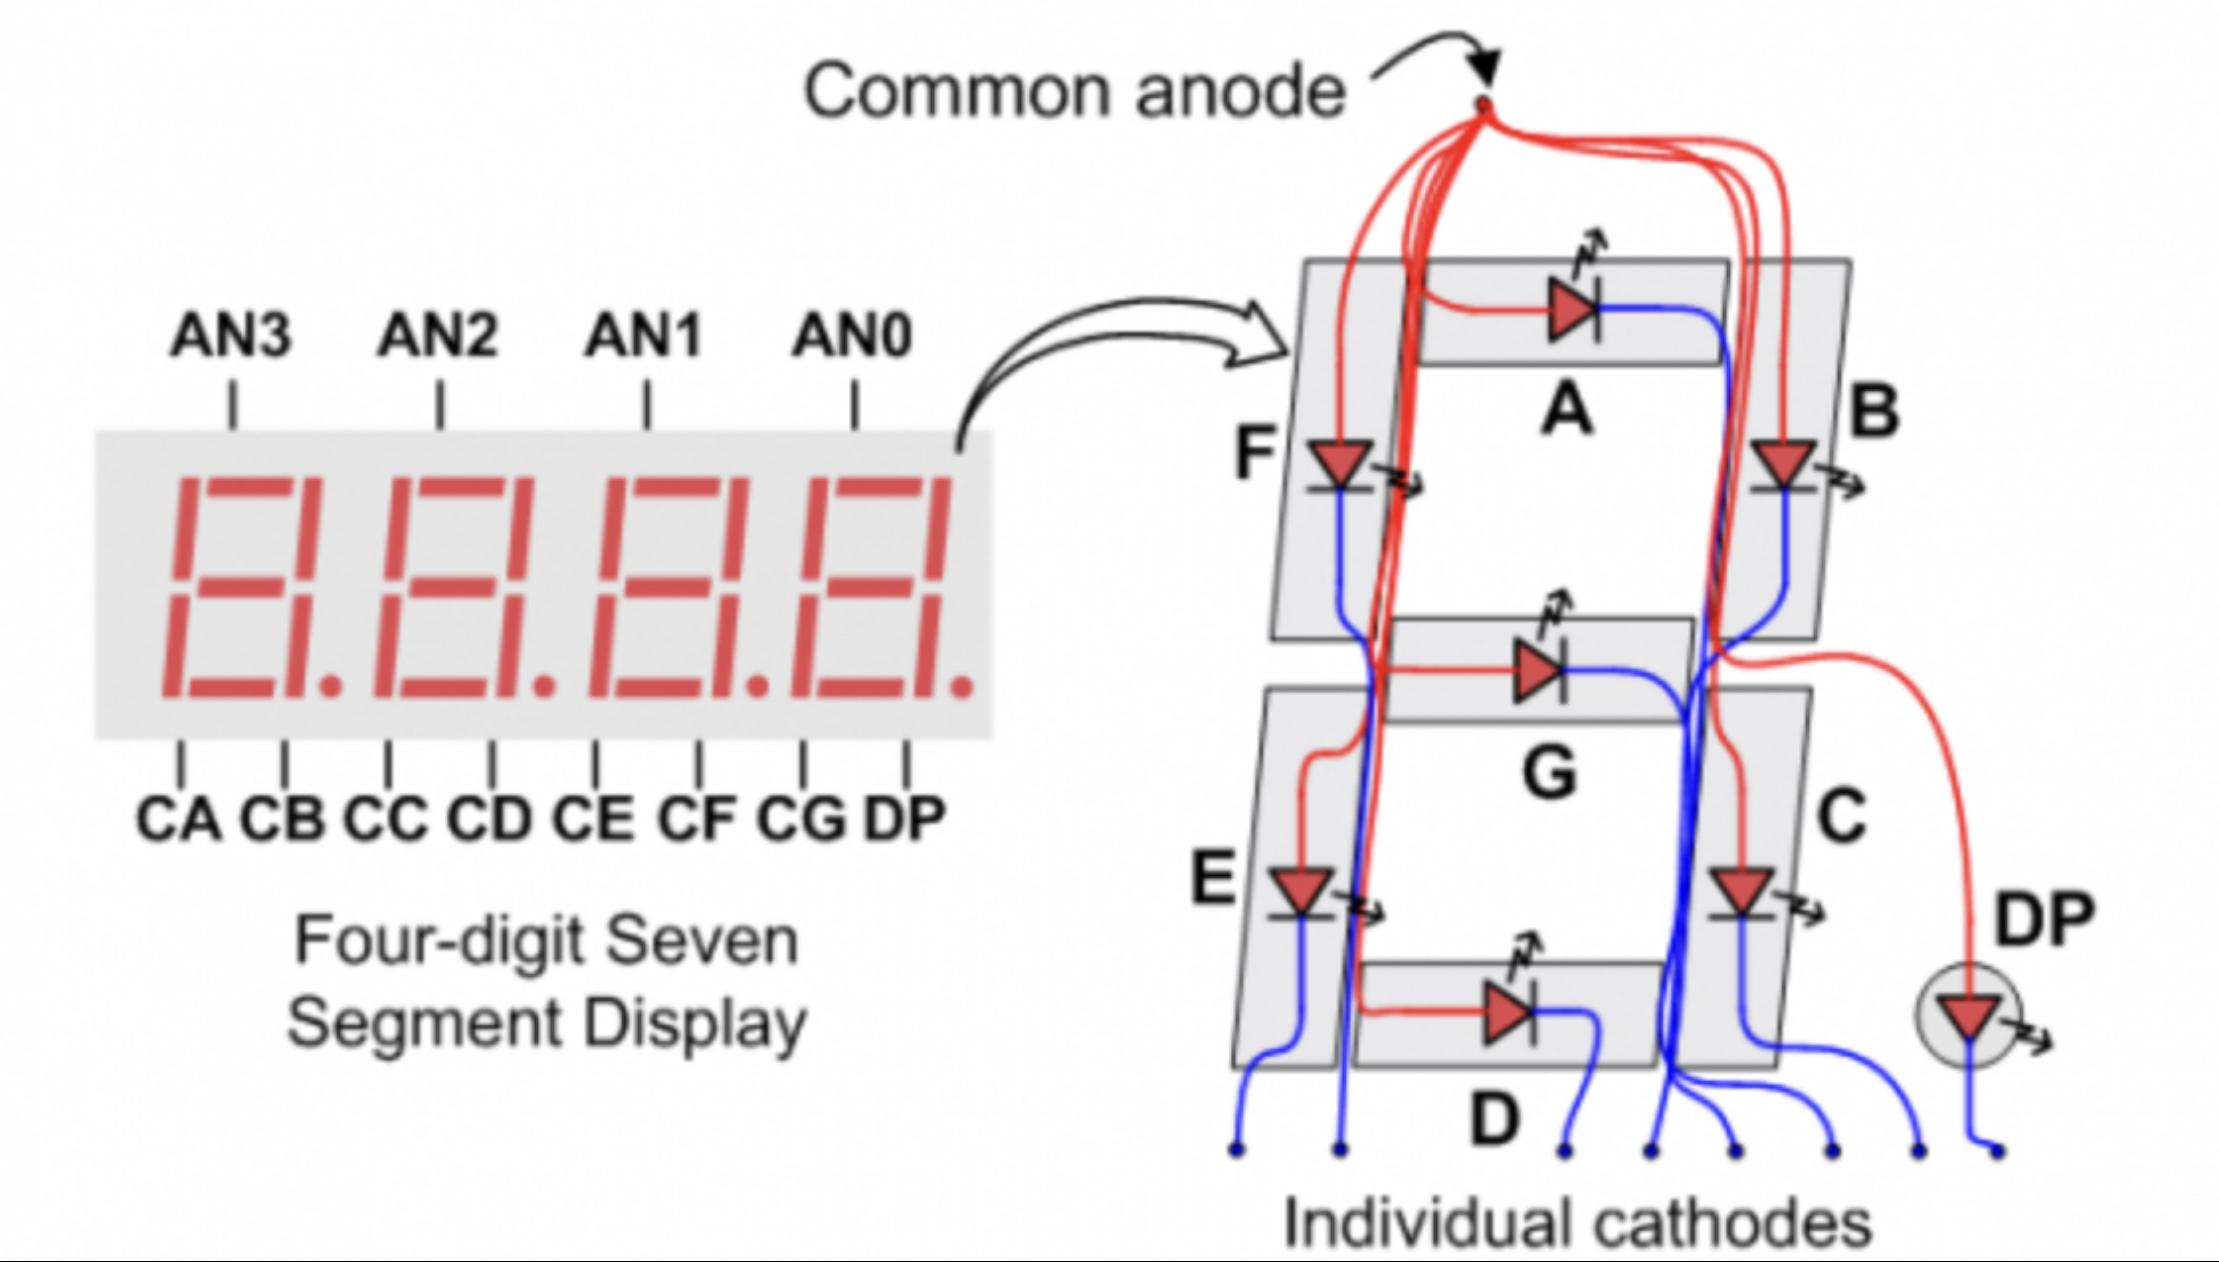 Common anode
AN3 AN2 AN1 AN0
A
B
F
G
CA CB CC CD CE CF CG DP
C
E
DP
Four-digit Seven
Segment Display
D
Individual cathodes